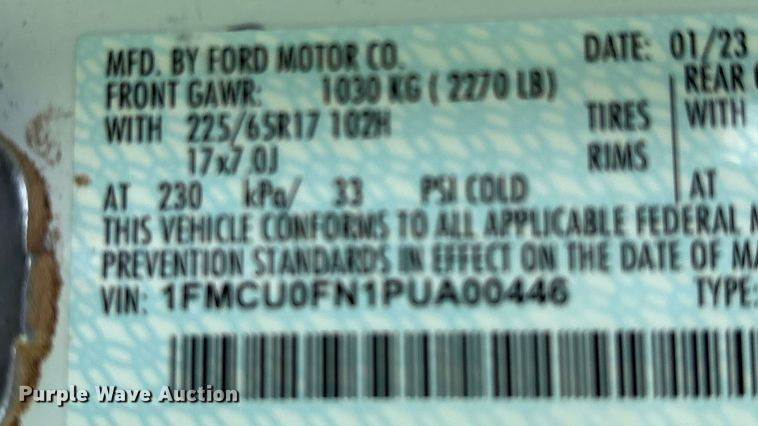 MFD. BY FORD MOTOR CO. DATE: 01/23
FRONT GAWR: 1030 KG ( 2270 LB) REAR
WITH 225/65R17 102H TIRES WITH
17x7.0J RIMS
AT 230 kPa/ 33 PSI COLD AT
THIS VEHICLE CONFORMS TO ALL APPLICABLE FEDERAL
PREVENTION STANDARDS IN EFFECT ON THE DATE OF
VIN: 1FMCU0FN1PUA00446 TYPE:
Purple Wave Auction